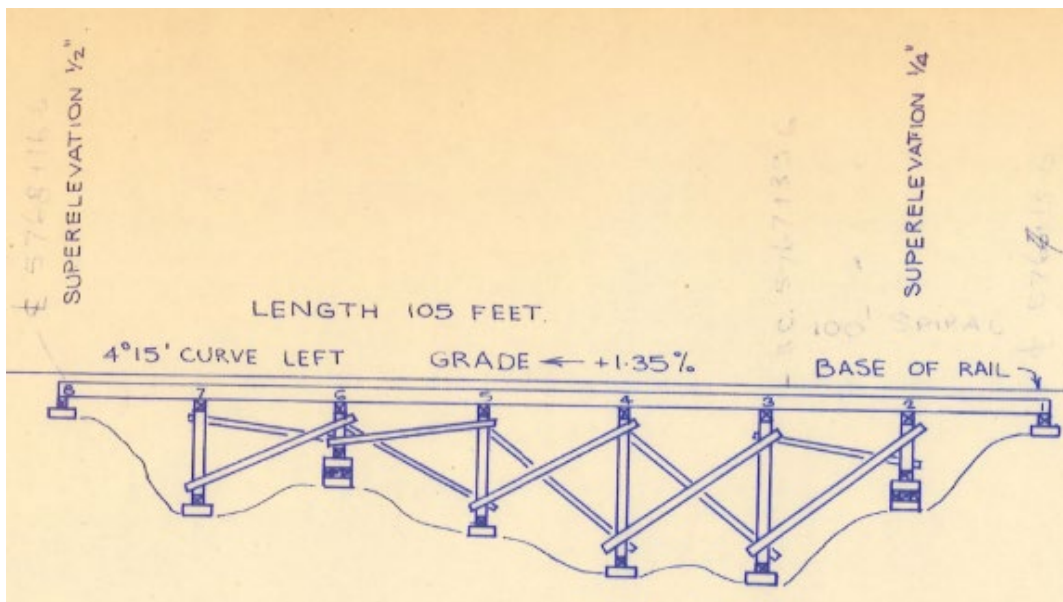 SUPERELEVATION 1/2"
SUPERELEVATION 1/4"
LENGTH 105 FEET.
100' SPIRAL
4°15' CURVE LEFT
GRADE ← +1.35%
BASE OF RAIL
8 7 6 5 4 3 2 1